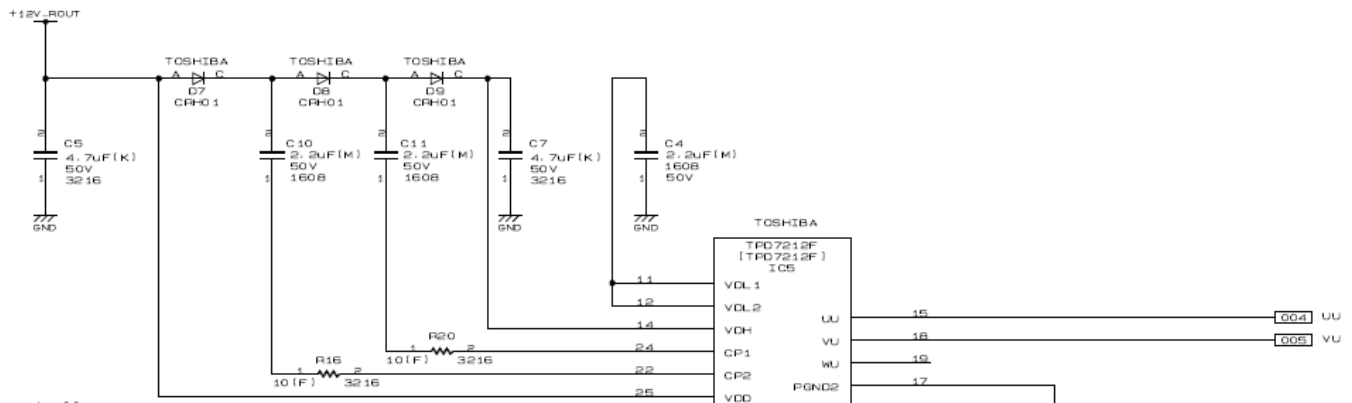 +12V_ROUT
TOSHIBA TOSHIBA TOSHIBA
A C A C A C
D7 D8 D9
CRH01 CRH01 CRH01
2 2 2 2 2
C5 C10 C11 C7 C4
4.7uF(K) 2.2uF(M) 2.2uF(M) 4.7uF(K) 2.2uF(M)
50V 50V 50V 50V 1608
3216 1608 1608 3216 50V
1 1 1 1 1
GND GND GND
TOSHIBA
TPD7212F
[TPD7212F]
IC5
11 VDL1
12 VDL2
UU 15 004 UU
14 VDH
R20
VU 18 005 VU
1 2 24 CP1
10(F) 3216
WU 19
R16
1 2 22 CP2
10(F) 3216
PGND2 17
25 VDD